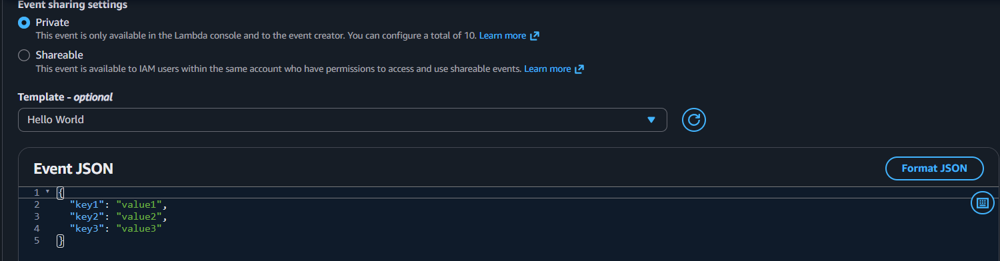 Event sharing settings
Private
This event is only available in the Lambda console and to the event creator. You can configure a total of 10. Learn more
Shareable
This event is available to IAM users within the same account who have permissions to access and use shareable events. Learn more
Template - optional
Hello World
Event JSON
Format JSON
1 {
2 "key1": "value1",
3 "key2": "value2",
4 "key3": "value3"
5 }